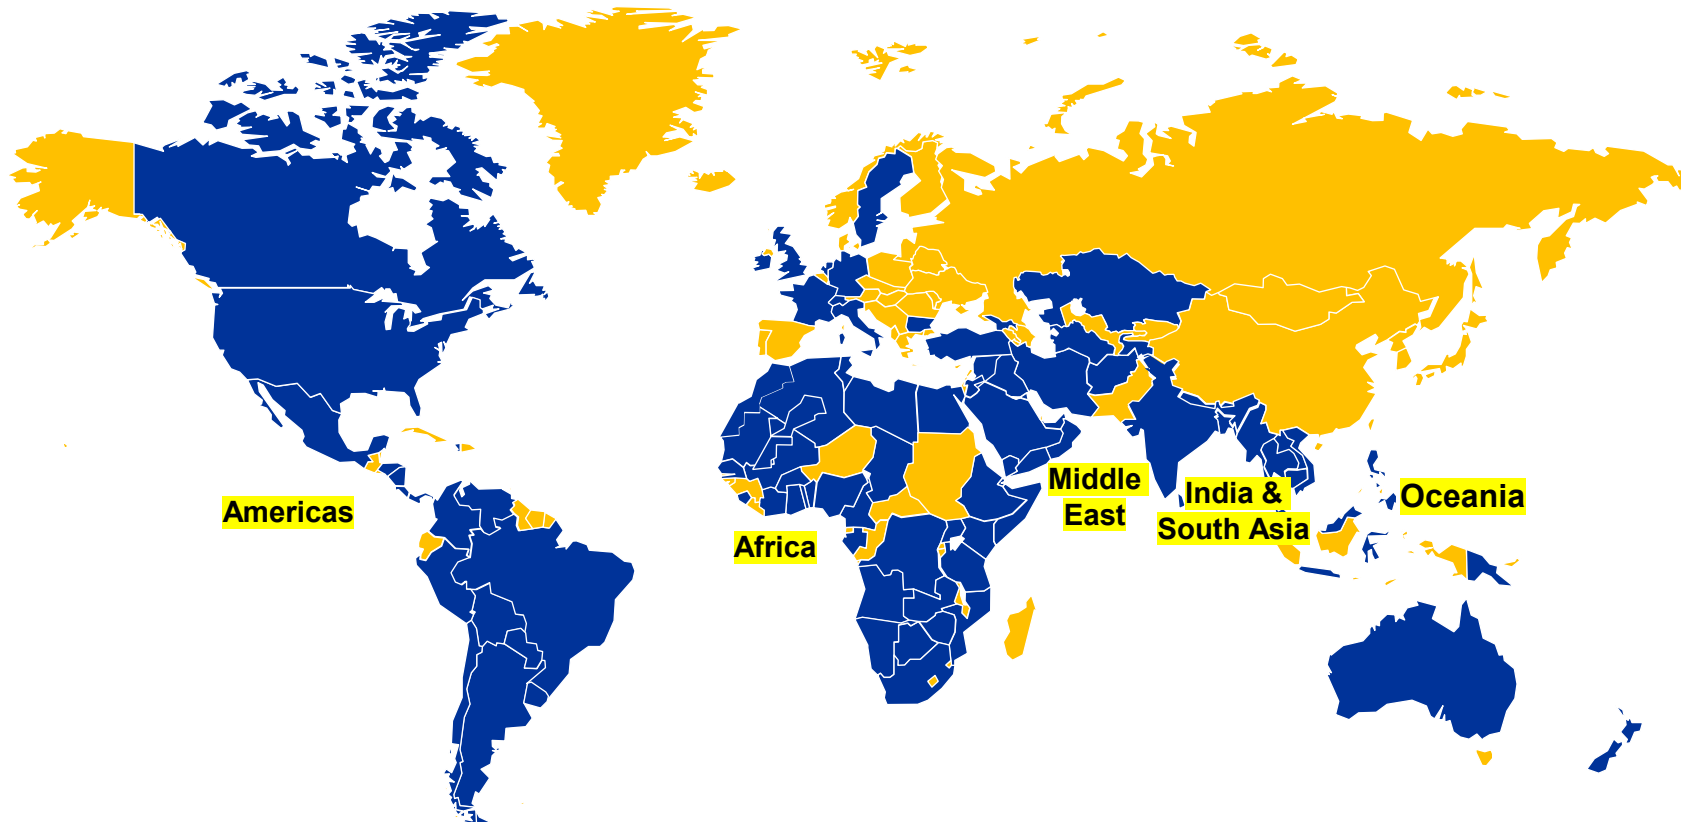 Americas
Africa
Middle
East
India &
South Asia
Oceania